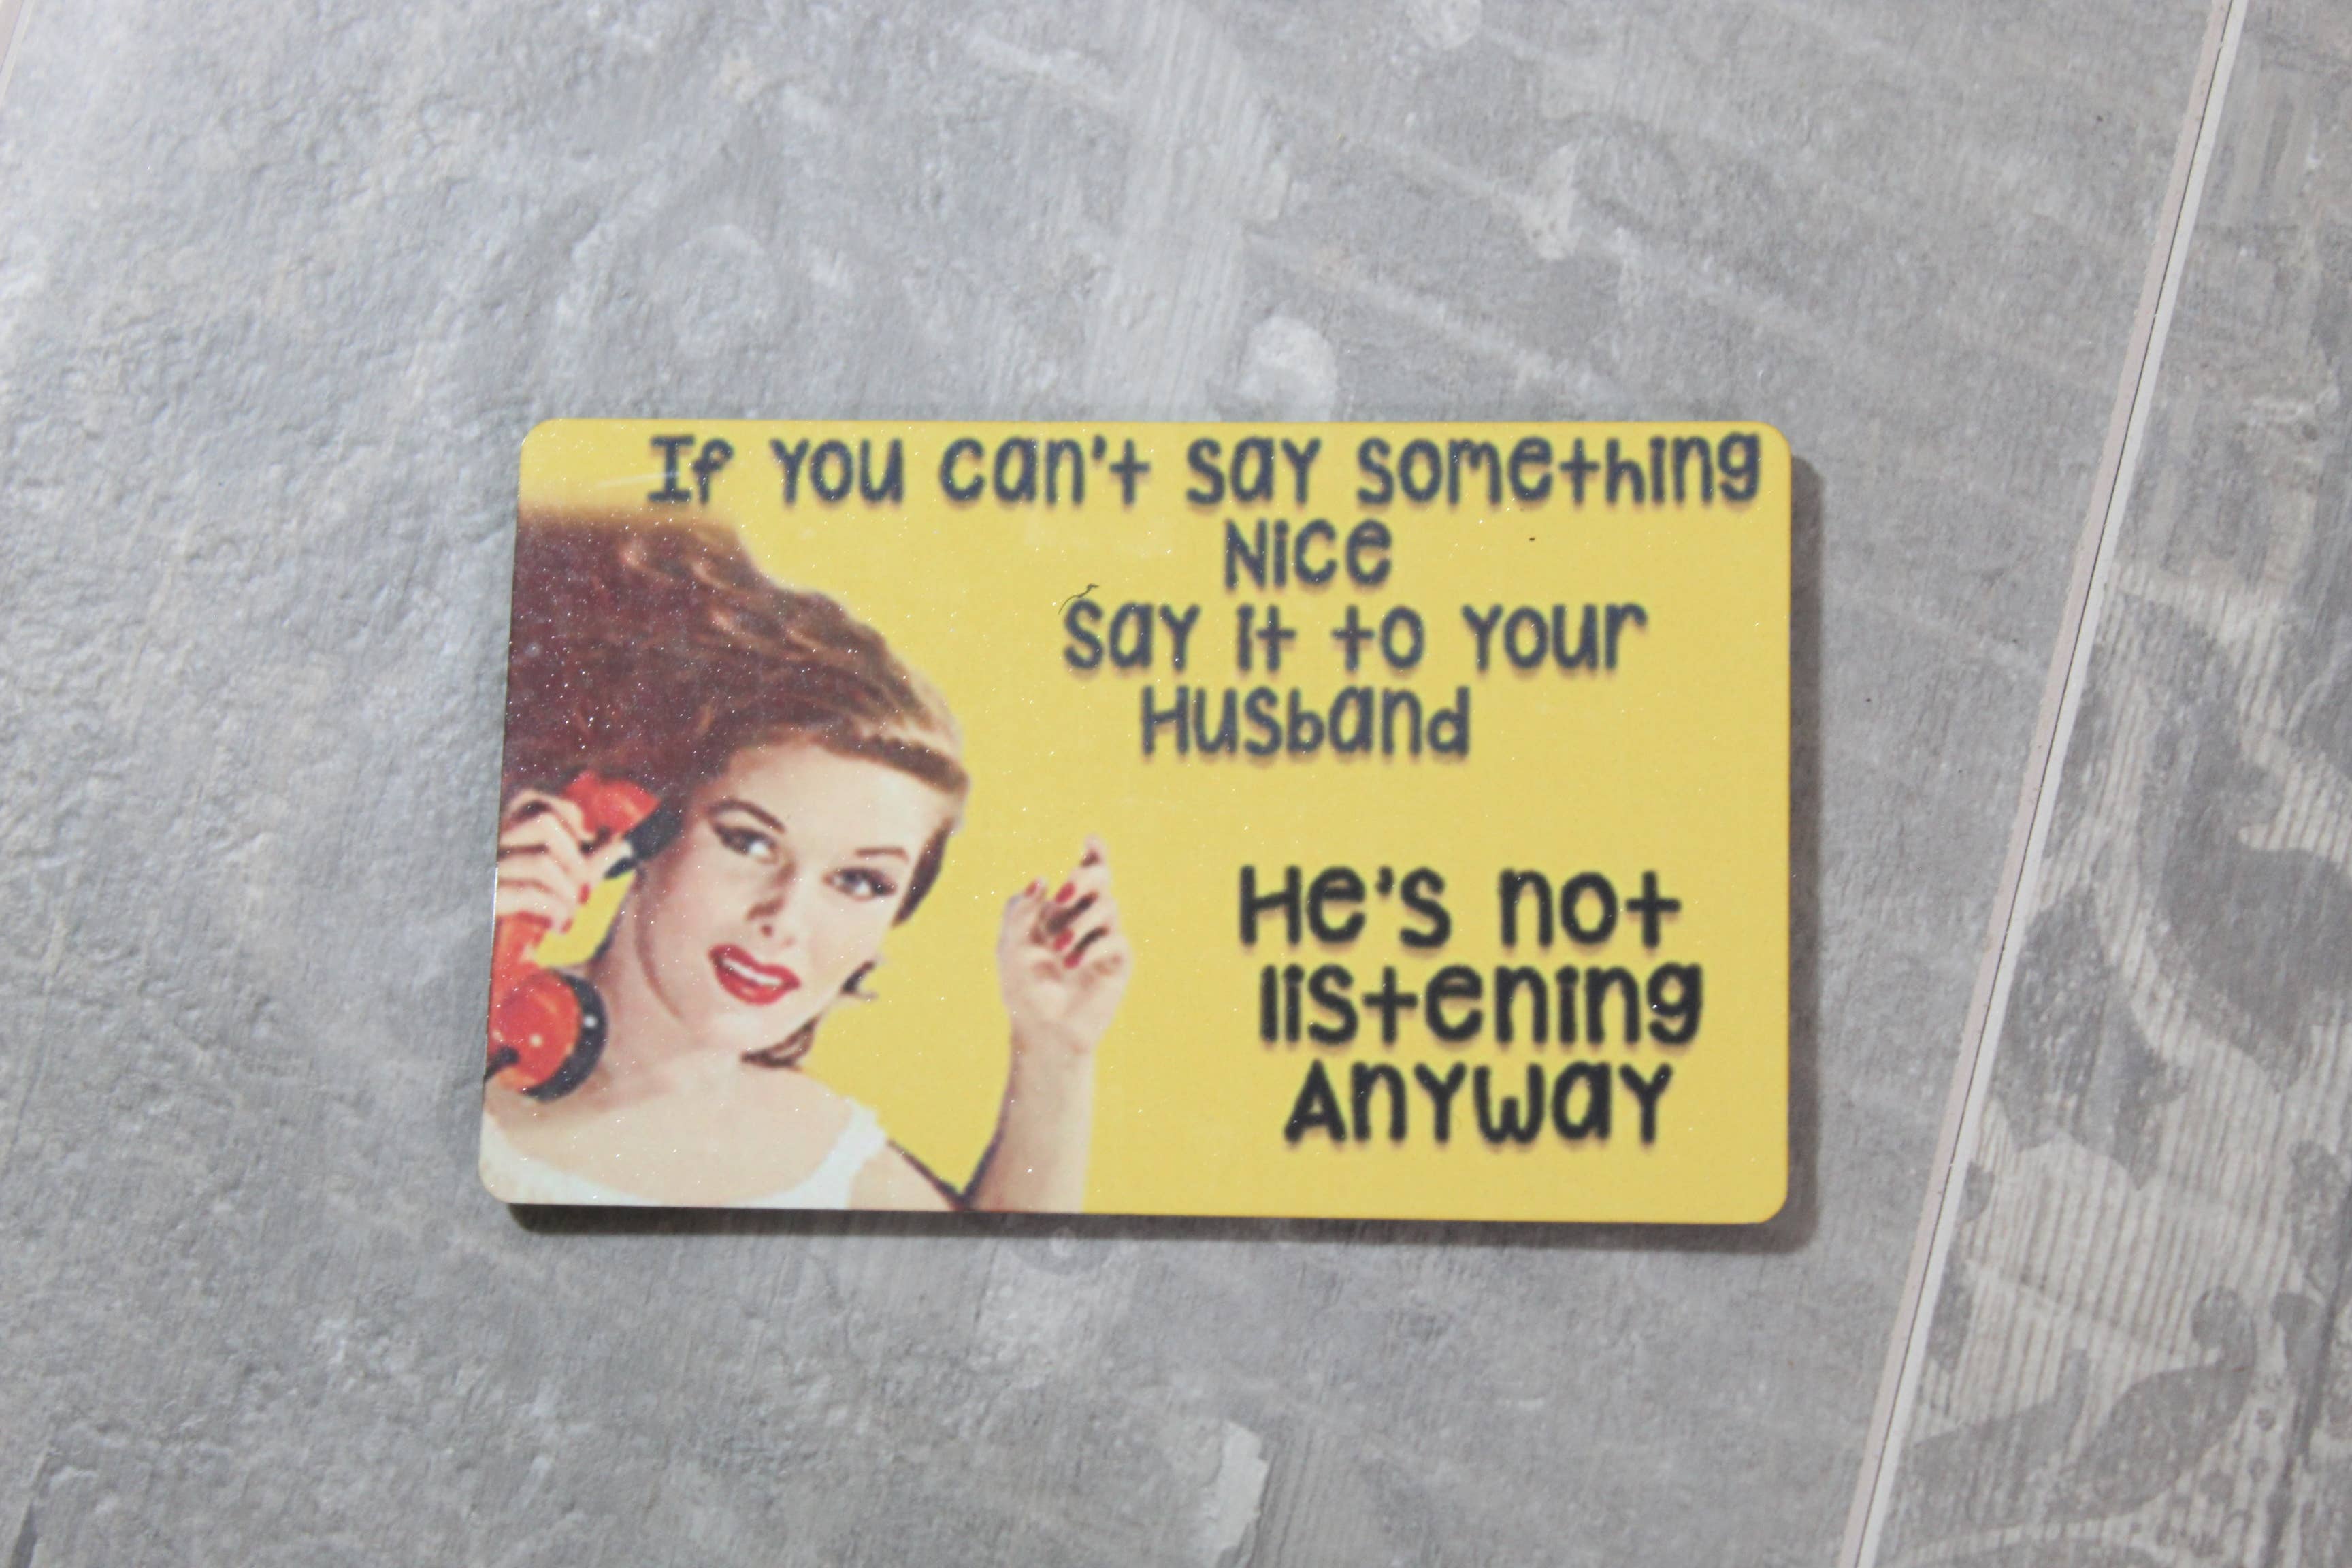 If you can't say something
Nice
Say it to your
Husband
He's not
listening
Anyway